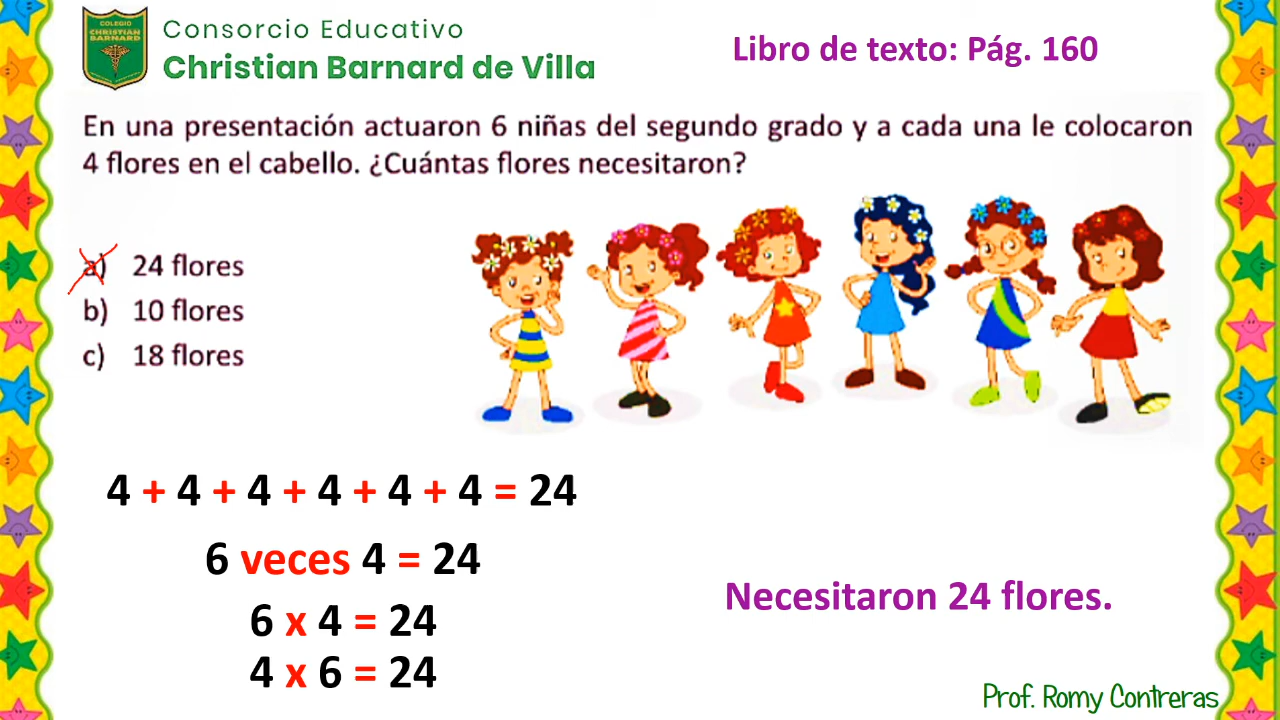 COLEGIO
CHRISTIAN
BARNARD
Consorcio Educativo
Christian Barnard de Villa
Libro de texto: Pág. 160
En una presentación actuaron 6 niñas del segundo grado y a cada una le colocaron
4 flores en el cabello. ¿Cuántas flores necesitaron?
a) 24 flores
b) 10 flores
c) 18 flores
4 + 4 + 4 + 4 + 4 + 4 = 24
6 veces 4 = 24
6 x 4 = 24
4 x 6 = 24
Necesitaron 24 flores.
Prof. Romy Contreras